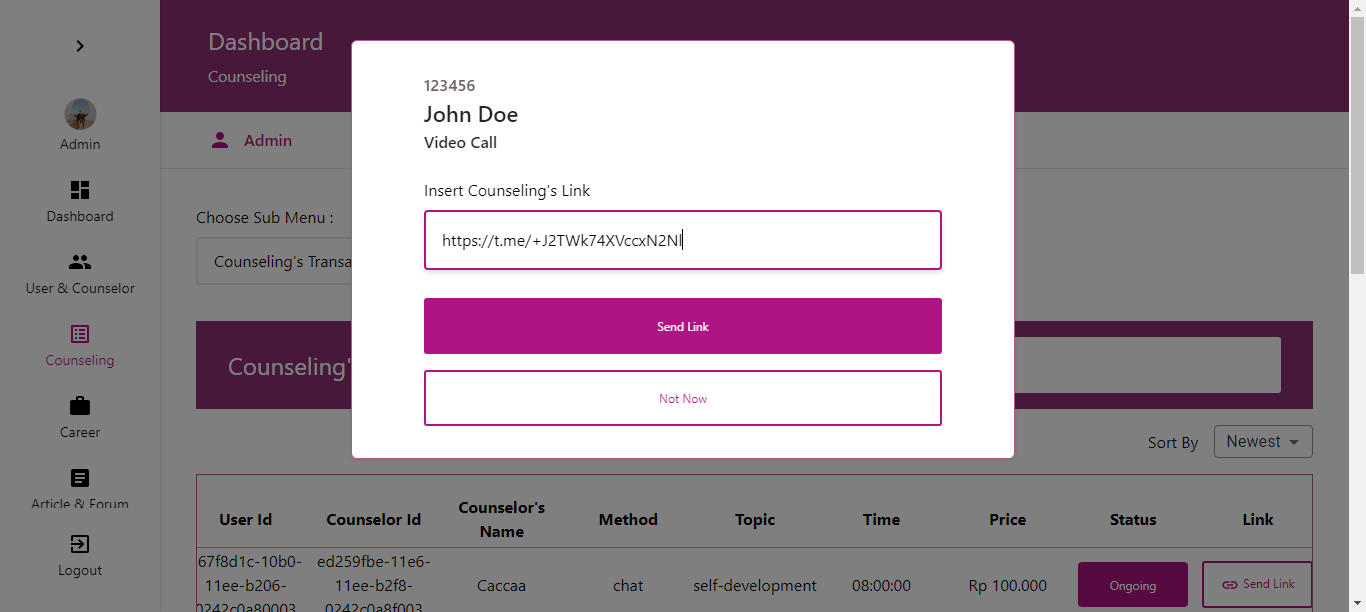 Dashboard
Counseling
Admin
Dashboard
User & Counselor
Counseling
Career
Article & Forum
Logout
Admin
Choose Sub Menu :
Counseling's Transa
Counseling'
123456
John Doe
Video Call
Insert Counseling's Link
https://t.me/+J2TWk74XVccxN2Nl
Send Link
Not Now
Sort By Newest
User Id Counselor Id Counselor's Name Method Topic Time Price Status Link
67f8d1c-10b0-
11ee-b206-
0242c0a80003
ed259fbe-11e6-
11ee-b2f8-
0242c0a8f003
Caccaa chat self-development 08:00:00 Rp 100.000 Ongoing Send Link